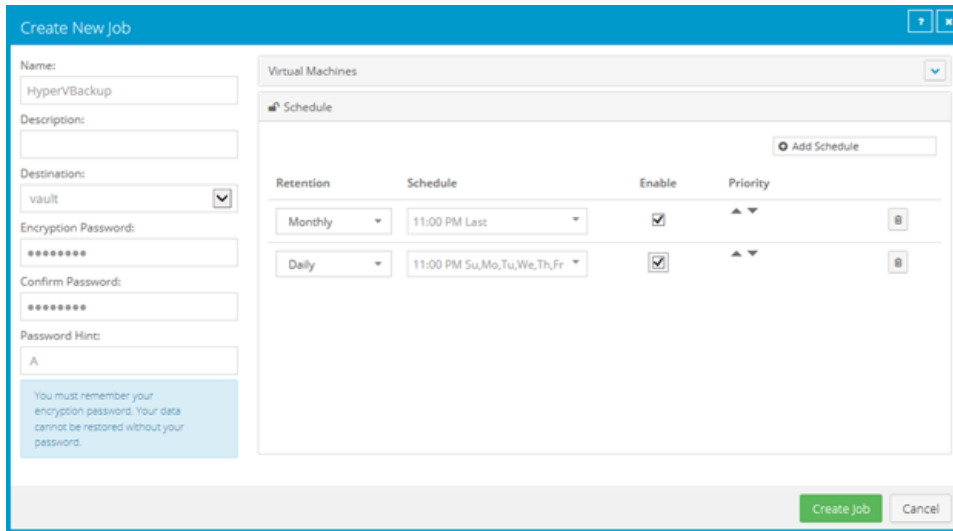 Create New Job
?
x
Name:
HyperVBackup
Description:
Destination:
vault
Encryption Password:
••••••••
Confirm Password:
••••••••
Password Hint:
A
You must remember your
encryption password. Your data
cannot be restored without your
password.
Virtual Machines
Schedule
Add Schedule
Retention Schedule Enable Priority
Monthly 11:00 PM Last
Daily 11:00 PM Su,Mo,Tu,We,Th,Fr
Create Job Cancel